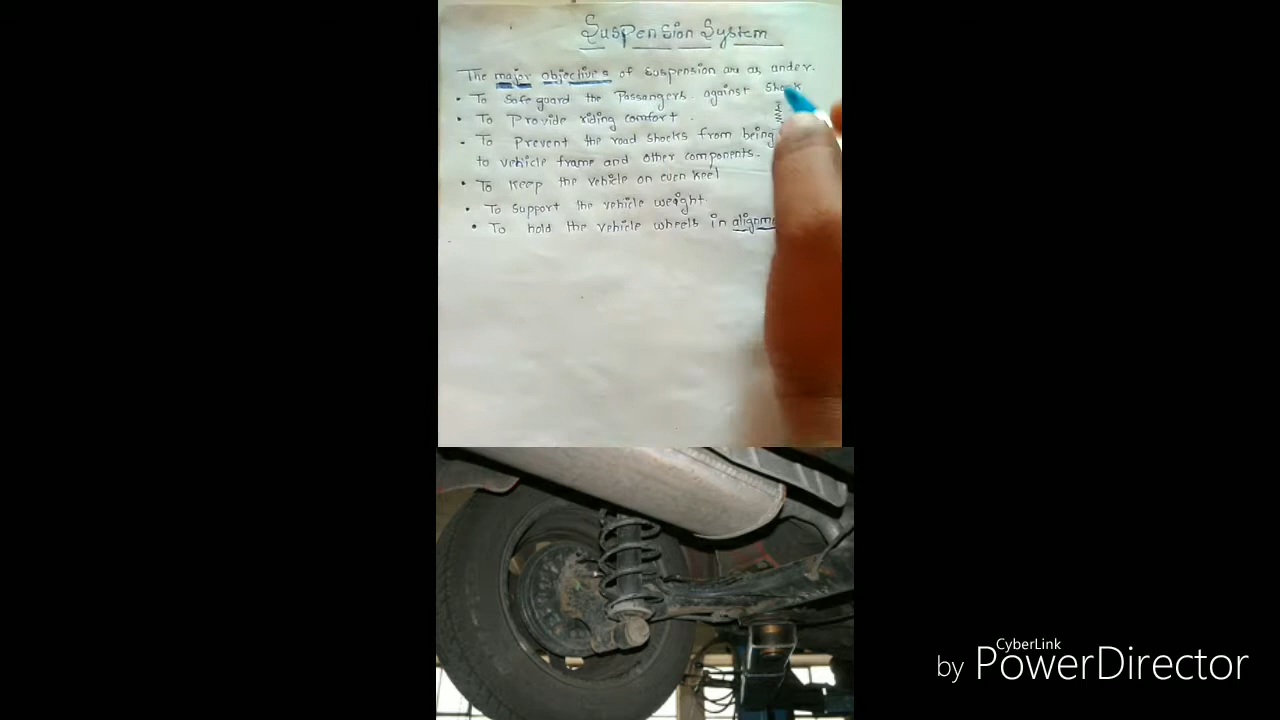 Suspension System
The major objectives of suspension are as under.
• To Safe guard the Passangers. against Shock
• To Provide riding comfort.
- To Prevent the road shocks from being
to vehicle frame and other components.
• To Keep the vehicle on even keel
• To Support the vehicle weight.
• To hold the vehicle wheels in
CyberLink
by PowerDirector